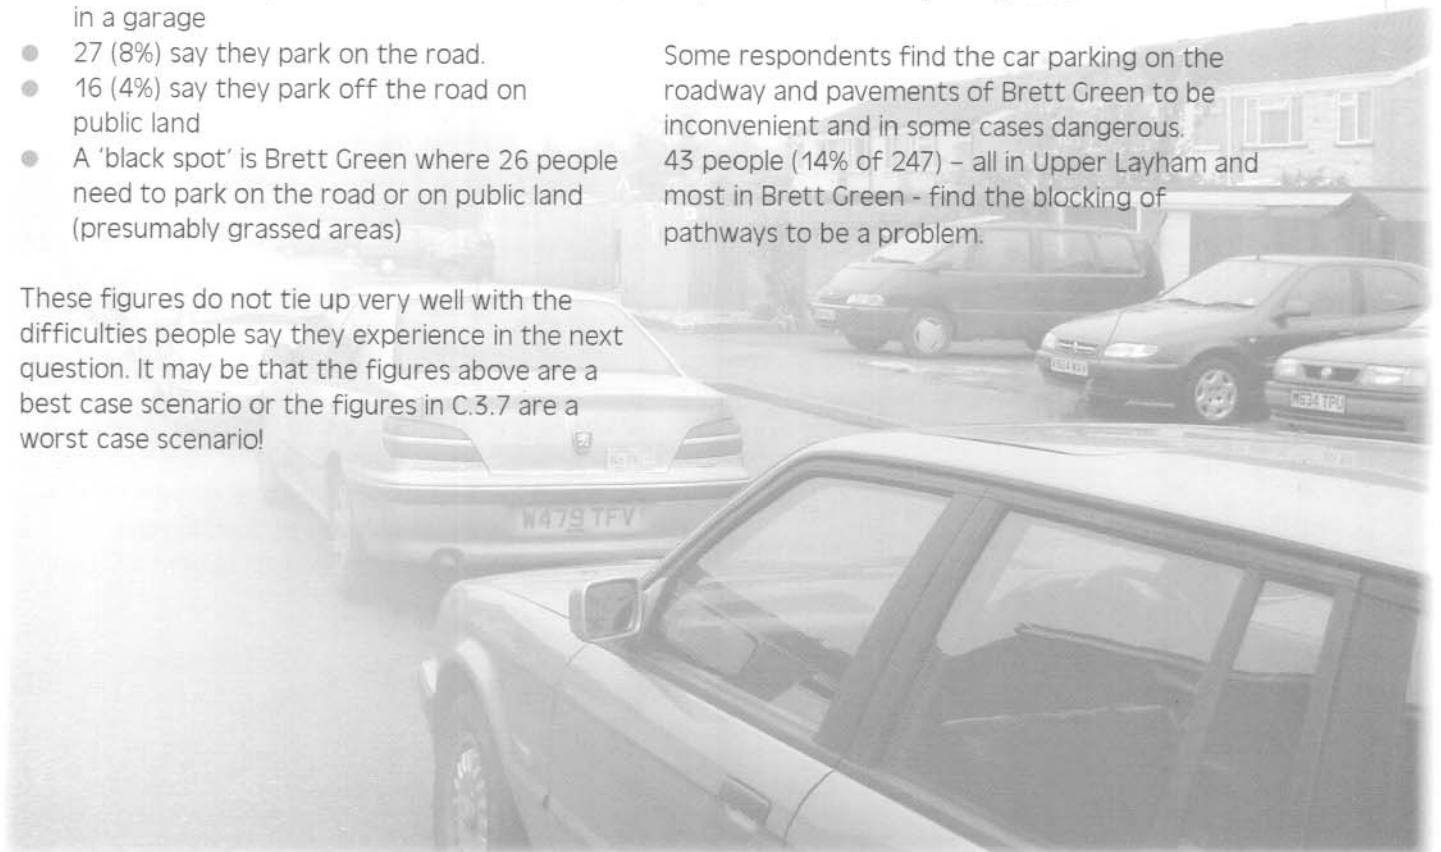 in a garage
27 (8%) say they park on the road.
16 (4%) say they park off the road on
public land
A 'black spot' is Brett Green where 26 people
need to park on the road or on public land
(presumably grassed areas)
These figures do not tie up very well with the
difficulties people say they experience in the next
question. It may be that the figures above are a
best case scenario or the figures in C.3.7 are a
worst case scenario!
Some respondents find the car parking on the
roadway and pavements of Brett Green to be
inconvenient and in some cases dangerous.
43 people (14% of 247) – all in Upper Layham and
most in Brett Green - find the blocking of
pathways to be a problem.
W479 TFV
M634 TPU